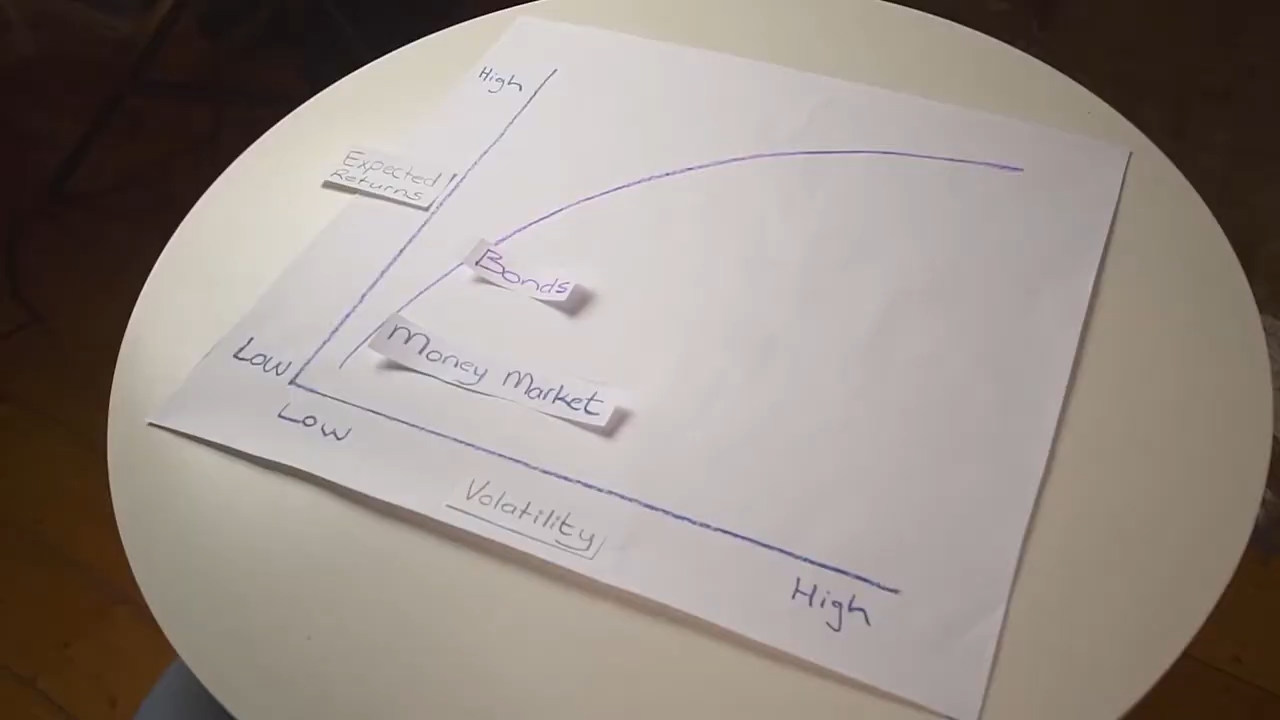 High
Expected
Returns
Bonds
Money Market
Low
Low
Volatility
High